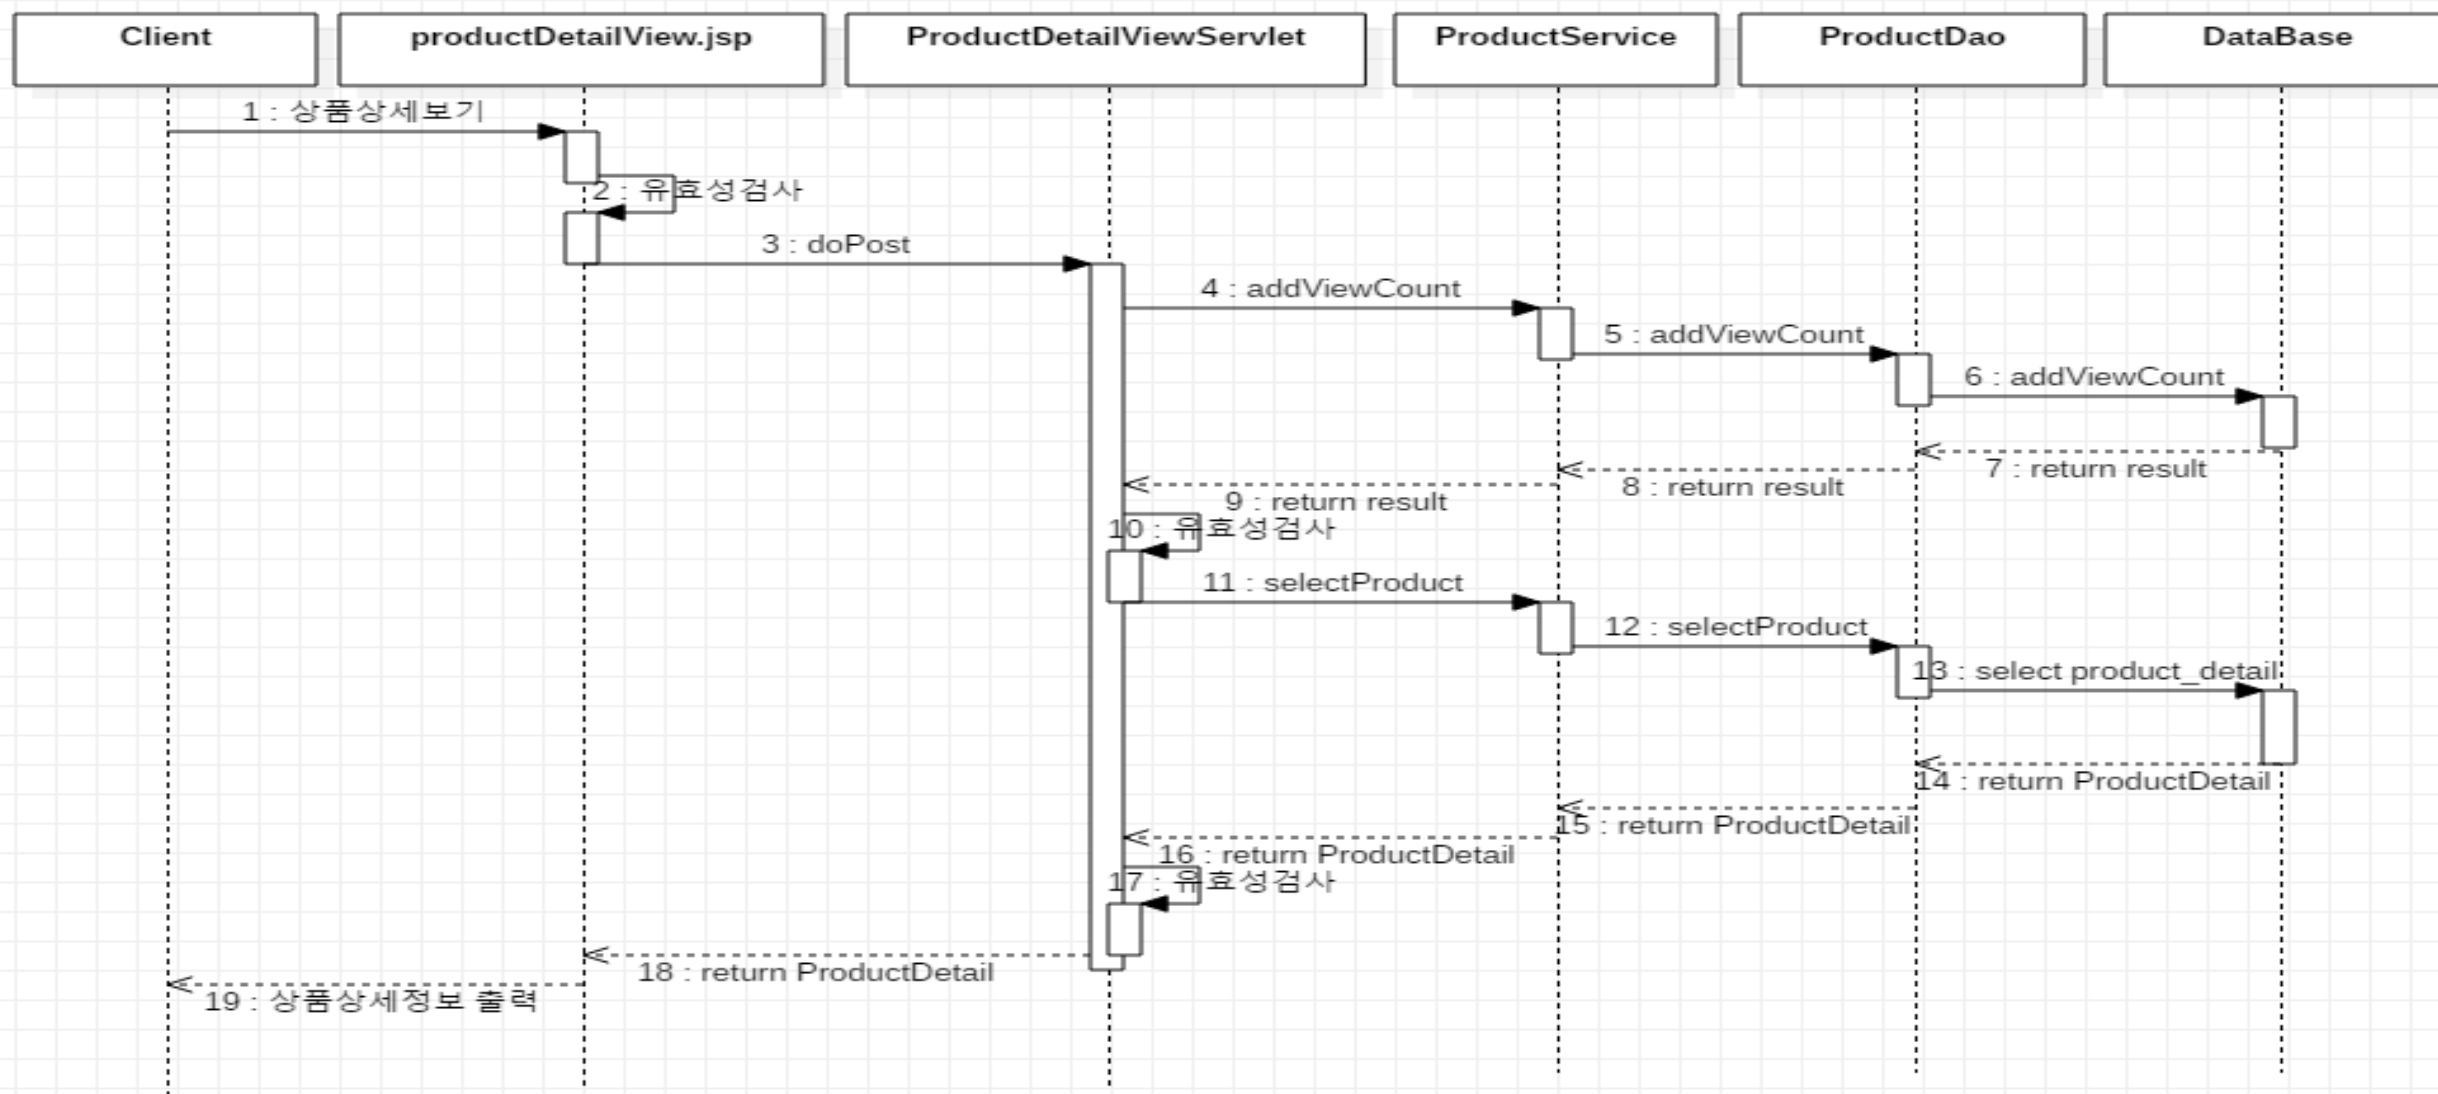 Client
productDetailView.jsp
ProductDetailViewServlet
ProductService
ProductDao
DataBase
1 : 상품상세보기
2 : 유효성검사
3 : doPost
4 : addViewCount
5 : addViewCount
6 : addViewCount
7 : return result
8 : return result
9 : return result
10 : 유효성검사
11 : selectProduct
12 : selectProduct
13 : select product_detail
14 : return ProductDetail
15 : return ProductDetail
16 : return ProductDetail
17 : 유효성검사
18 : return ProductDetail
19 : 상품상세정보 출력